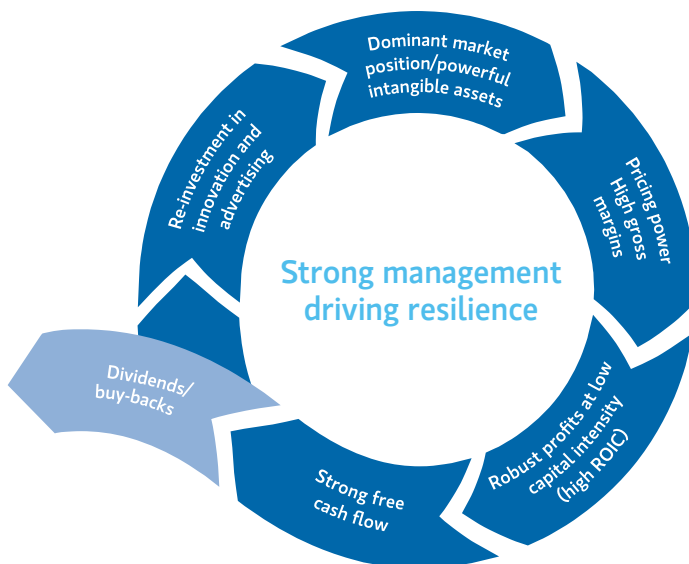 Dominant market
position/powerful
intangible assets
Pricing power
High gross
margins
Robust profits at low
capital intensity
(high ROIC)
Strong free
cash flow
Dividends/
buy-backs
Re-investment in
innovation and
advertising
Strong management
driving resilience